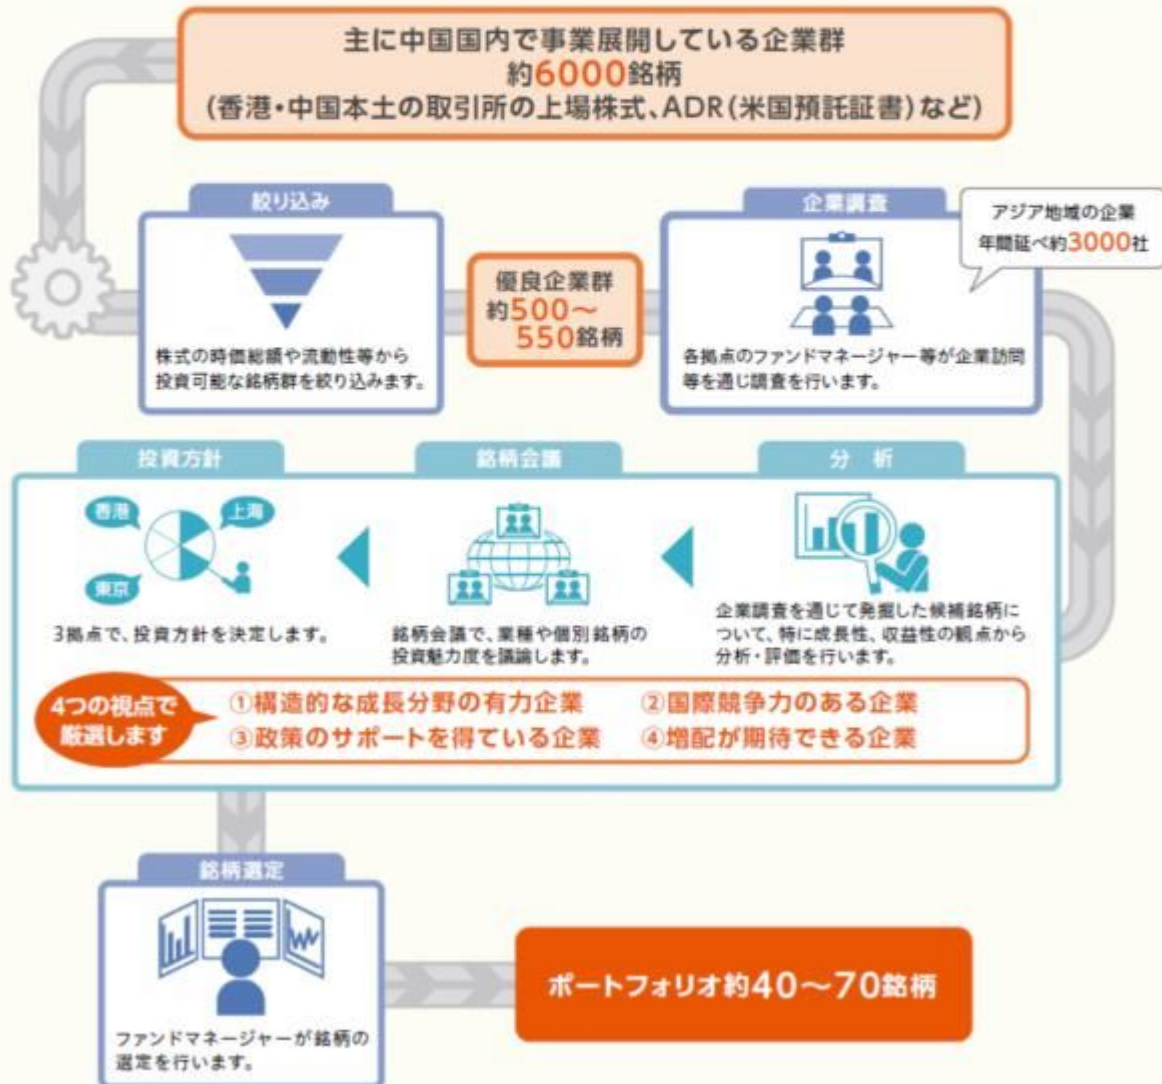 主に中国国内で事業展開している企業群
約6000銘柄
(香港・中国本土の取引所の上場株式、ADR(米国預託証書)など)
絞り込み
株式の時価総額や流動性等から
投資可能な銘柄群を絞り込みます。
優良企業群
約500～
550銘柄
企業調査
アジア地域の企業
年間延べ約3000社
各拠点のファンドマネージャー等が企業訪問
等を通じ調査を行います。
分析
企業調査を通じて発掘した候補銘柄に
ついて、特に成長性、収益性の観点から
分析・評価を行います。
銘柄会議
銘柄会議で、業種や個別銘柄の
投資魅力度を議論します。
投資方針
香港
上海
東京
3拠点で、投資方針を決定します。
4つの視点で
厳選します
①構造的な成長分野の有力企業
②国際競争力のある企業
③政策のサポートを得ている企業
④増配が期待できる企業
銘柄選定
ファンドマネージャーが銘柄の
選定を行います。
ポートフォリオ約40～70銘柄